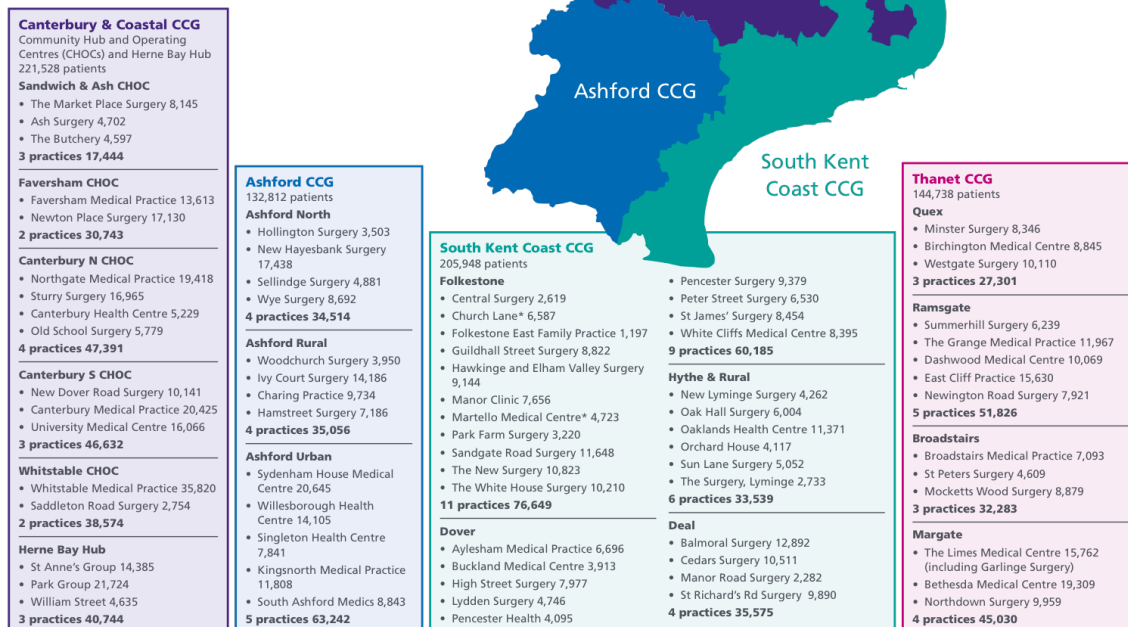 Canterbury & Coastal CCG
Community Hub and Operating
Centres (CHOCs) and Herne Bay Hub
221,528 patients
Sandwich & Ash CHOC
• The Market Place Surgery 8,145
• Ash Surgery 4,702
• The Butchery 4,597
3 practices 17,444
Faversham CHOC
• Faversham Medical Practice 13,613
• Newton Place Surgery 17,130
2 practices 30,743
Canterbury N CHOC
• Northgate Medical Practice 19,418
• Sturry Surgery 16,965
• Canterbury Health Centre 5,229
• Old School Surgery 5,779
4 practices 47,391
Canterbury S CHOC
• New Dover Road Surgery 10,141
• Canterbury Medical Practice 20,425
• University Medical Centre 16,066
3 practices 46,632
Whitstable CHOC
• Whitstable Medical Practice 35,820
• Saddleton Road Surgery 2,754
2 practices 38,574
Herne Bay Hub
• St Anne's Group 14,385
• Park Group 21,724
• William Street 4,635
3 practices 40,744
Ashford CCG
132,812 patients
Ashford North
• Hollington Surgery 3,503
• New Hayesbank Surgery
17,438
• Sellindge Surgery 4,881
• Wye Surgery 8,692
4 practices 34,514
Ashford Rural
• Woodchurch Surgery 3,950
• Ivy Court Surgery 14,186
• Charing Practice 9,734
• Hamstreet Surgery 7,186
4 practices 35,056
Ashford Urban
• Sydenham House Medical
Centre 20,645
• Willesborough Health
Centre 14,105
• Singleton Health Centre
7,841
• Kingsnorth Medical Practice
11,808
• South Ashford Medics 8,843
5 practices 63,242
Ashford CCG
South Kent
Coast CCG
South Kent Coast CCG
205,948 patients
Folkestone
• Central Surgery 2,619
• Church Lane* 6,587
• Folkestone East Family Practice 1,197
• Guildhall Street Surgery 8,822
• Hawkinge and Elham Valley Surgery
9,144
• Manor Clinic 7,656
• Martello Medical Centre* 4,723
• Park Farm Surgery 3,220
• Sandgate Road Surgery 11,648
• The New Surgery 10,823
• The White House Surgery 10,210
11 practices 76,649
Dover
• Aylesham Medical Practice 6,696
• Buckland Medical Centre 3,913
• High Street Surgery 7,977
• Lydden Surgery 4,746
• Pencester Health 4,095
• Pencester Surgery 9,379
• Peter Street Surgery 6,530
• St James' Surgery 8,454
• White Cliffs Medical Centre 8,395
9 practices 60,185
Hythe & Rural
• New Lyminge Surgery 4,262
• Oak Hall Surgery 6,004
• Oaklands Health Centre 11,371
• Orchard House 4,117
• Sun Lane Surgery 5,052
• The Surgery, Lyminge 2,733
6 practices 33,539
Deal
• Balmoral Surgery 12,892
• Cedars Surgery 10,511
• Manor Road Surgery 2,282
• St Richard's Rd Surgery 9,890
4 practices 35,575
Thanet CCG
144,738 patients
Quex
• Minster Surgery 8,346
• Birchington Medical Centre 8,845
• Westgate Surgery 10,110
3 practices 27,301
Ramsgate
• Summerhill Surgery 6,239
• The Grange Medical Practice 11,967
• Dashwood Medical Centre 10,069
• East Cliff Practice 15,630
• Newington Road Surgery 7,921
5 practices 51,826
Broadstairs
• Broadstairs Medical Practice 7,093
• St Peters Surgery 4,609
• Mocketts Wood Surgery 8,879
3 practices 32,283
Margate
• The Limes Medical Centre 15,762
(including Garlinge Surgery)
• Bethesda Medical Centre 19,309
• Northdown Surgery 9,959
4 practices 45,030